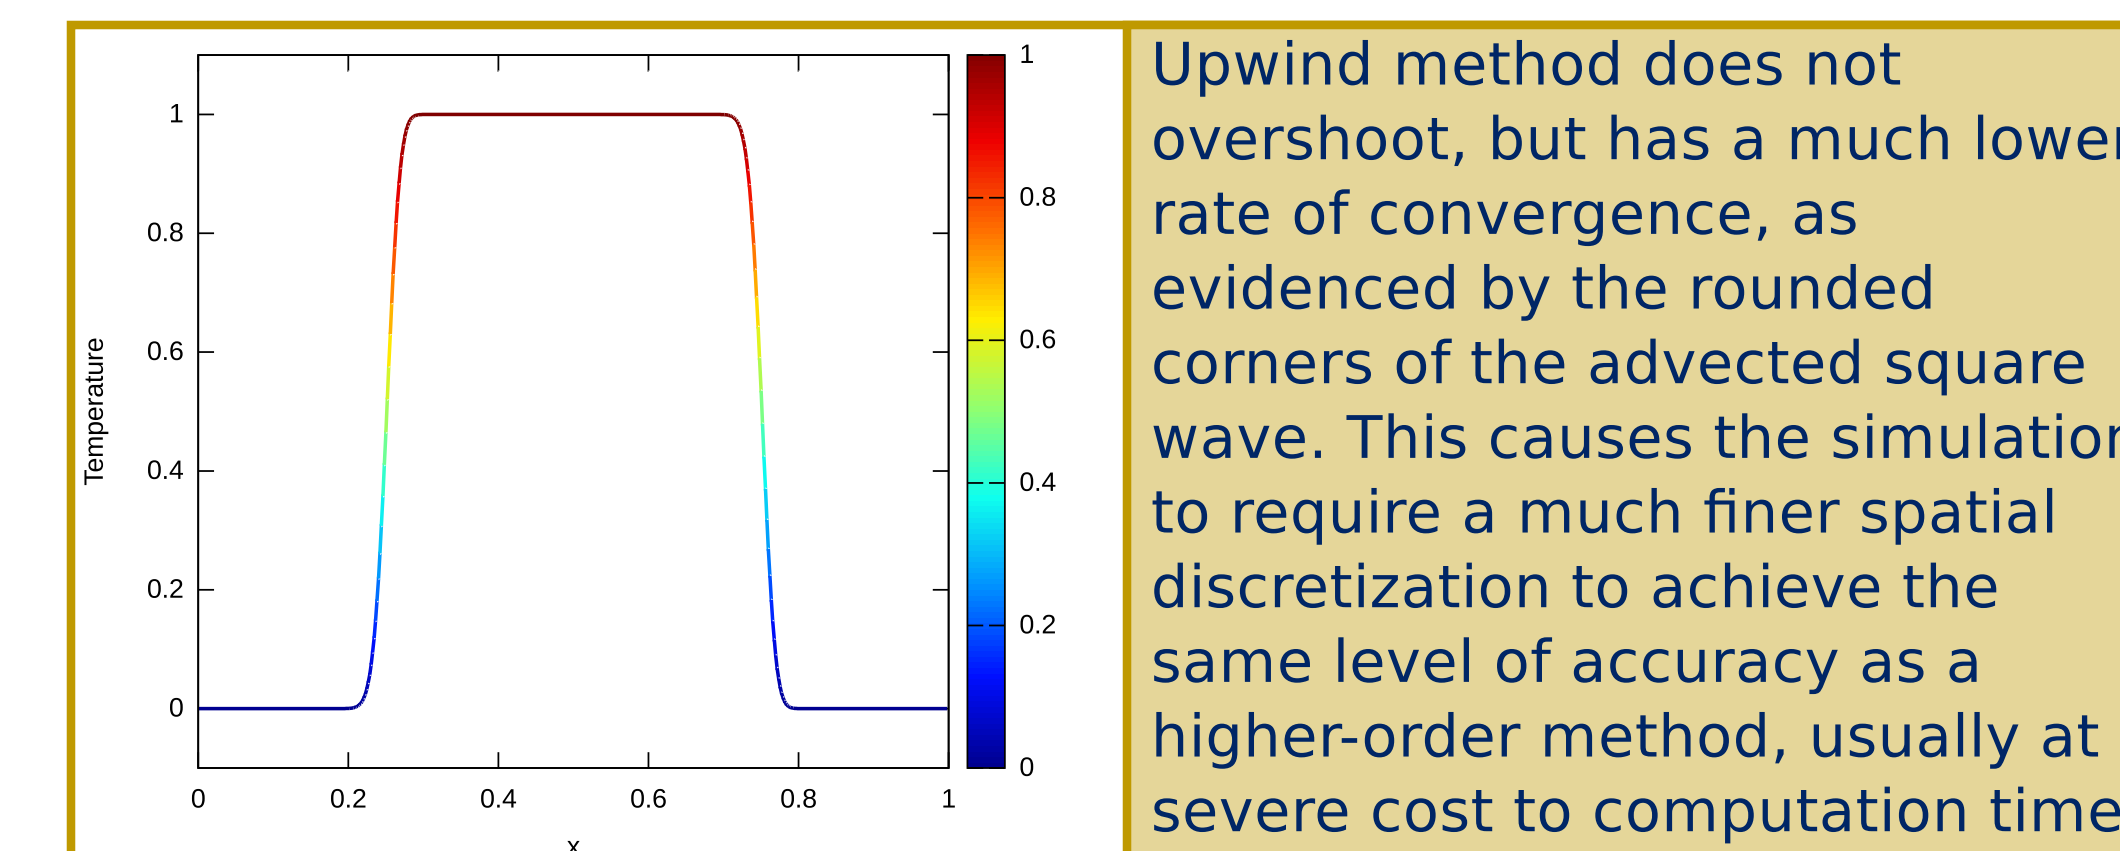 1
0.8
0.6
0.4
0.2
0
Temperature
0 0.2 0.4 0.6 0.8 1
x
1
0.8
0.6
0.4
0.2
0
Upwind method does not
overshoot, but has a much lower
rate of convergence, as
evidenced by the rounded
corners of the advected square
wave. This causes the simulation
to require a much finer spatial
discretization to achieve the
same level of accuracy as a
higher-order method, usually at
severe cost to computation time